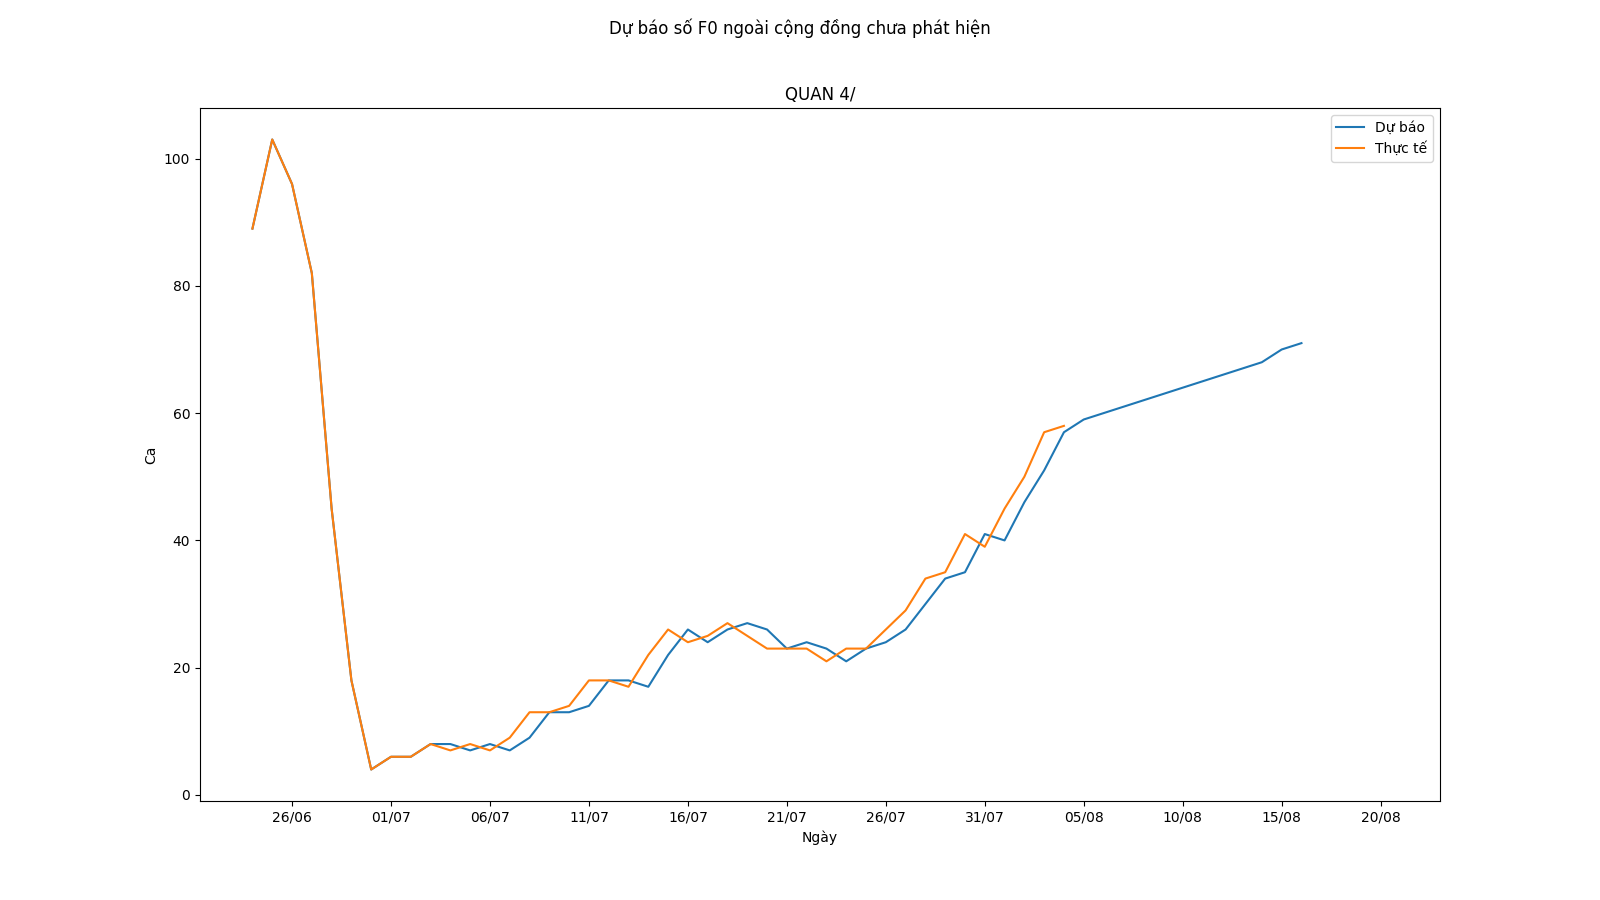 Dự báo số F0 ngoài cộng đồng chưa phát hiện
QUAN 4/
Dự báo
Thực tế
100
80
60
40
20
0
Ca
26/06 01/07 06/07 11/07 16/07 21/07 26/07 31/07 05/08 10/08 15/08 20/08
Ngày